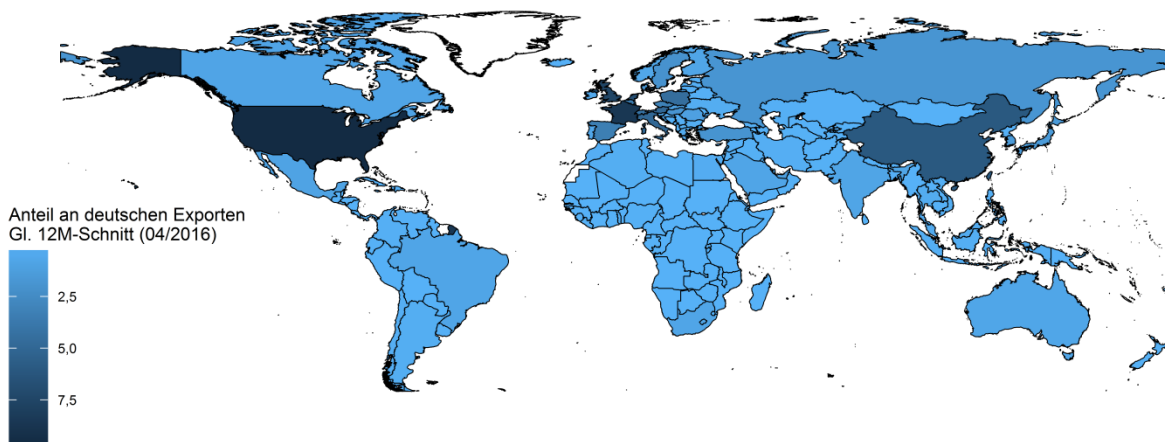 Anteil an deutschen Exporten
Gl. 12M-Schnitt (04/2016)
2,5
5,0
7,5